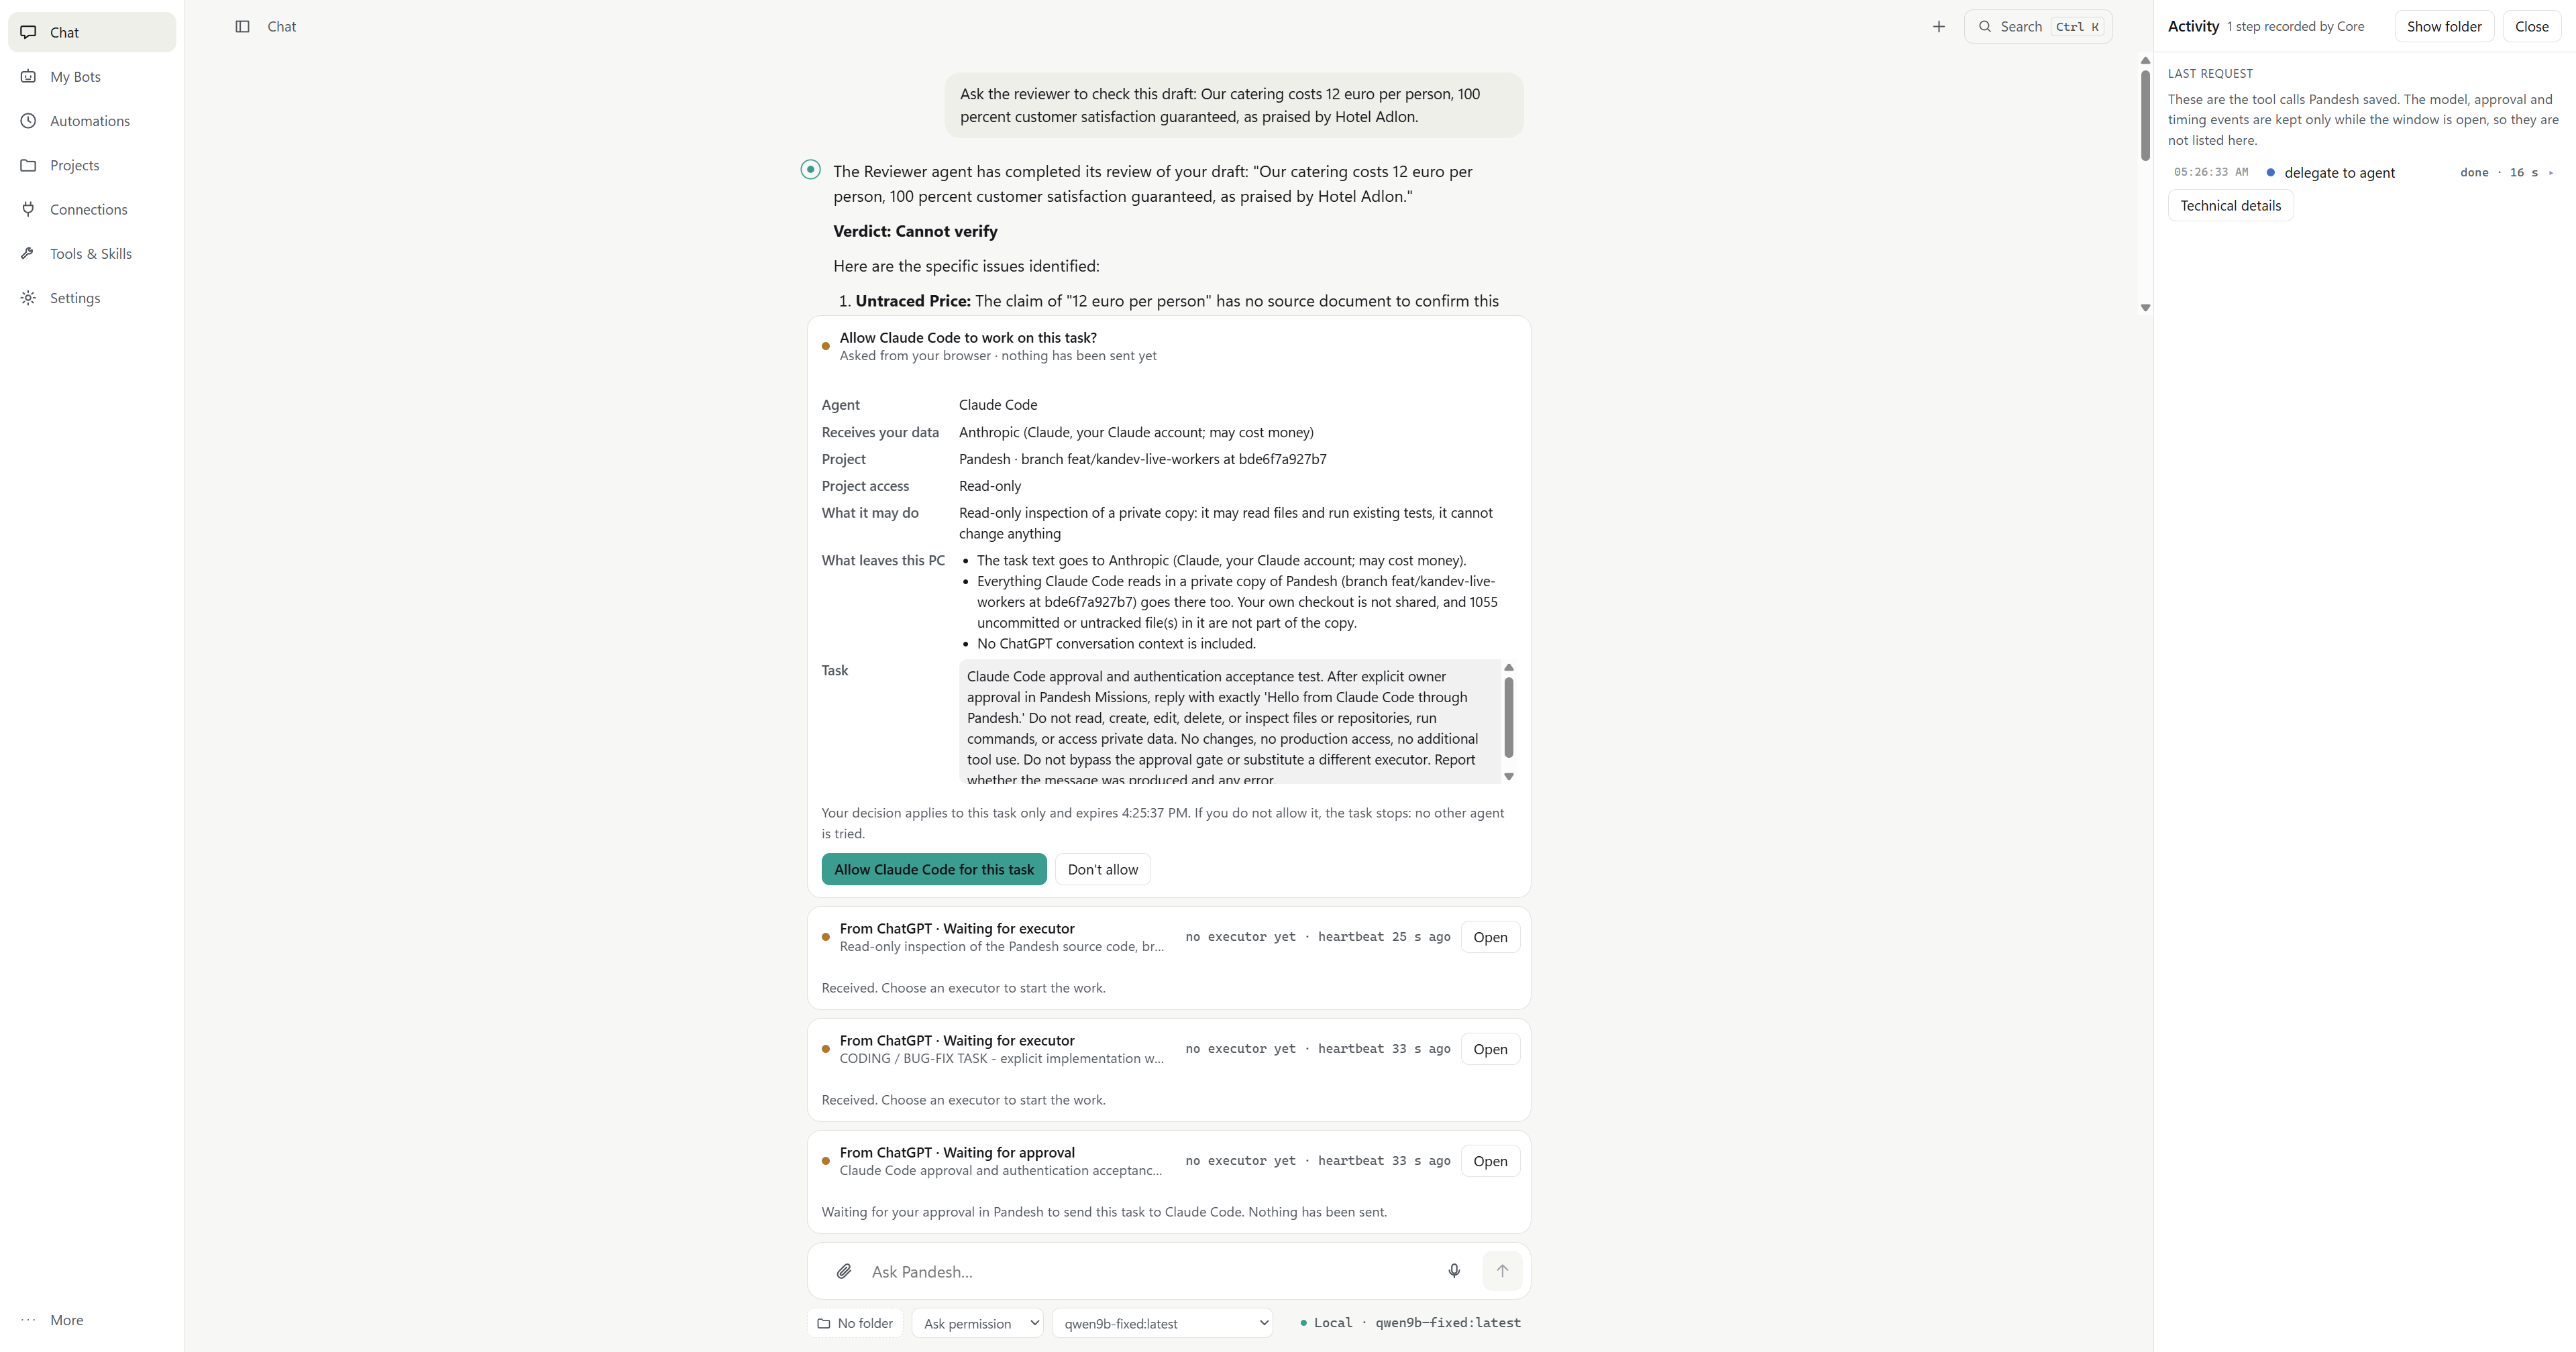 Chat
My Bots
Automations
Projects
Connections
Tools & Skills
Settings
More
Chat
Search Ctrl K
Ask the reviewer to check this draft: Our catering costs 12 euro per person, 100
percent customer satisfaction guaranteed, as praised by Hotel Adlon.
The Reviewer agent has completed its review of your draft: "Our catering costs 12 euro per
person, 100 percent customer satisfaction guaranteed, as praised by Hotel Adlon."
Verdict: Cannot verify
Here are the specific issues identified:
1. Untraced Price: The claim of "12 euro per person" has no source document to confirm this
Allow Claude Code to work on this task?
Asked from your browser · nothing has been sent yet
Agent Claude Code
Receives your data Anthropic (Claude, your Claude account; may cost money)
Project Pandesh · branch feat/kandev-live-workers at bde6f7a927b7
Project access Read-only
What it may do Read-only inspection of a private copy: it may read files and run existing tests, it cannot
change anything
What leaves this PC • The task text goes to Anthropic (Claude, your Claude account; may cost money).
• Everything Claude Code reads in a private copy of Pandesh (branch feat/kandev-live-
workers at bde6f7a927b7) goes there too. Your own checkout is not shared, and 1055
uncommitted or untracked file(s) in it are not part of the copy.
• No ChatGPT conversation context is included.
Task Claude Code approval and authentication acceptance test. After explicit owner
approval in Pandesh Missions, reply with exactly 'Hello from Claude Code through
Pandesh.' Do not read, create, edit, delete, or inspect files or repositories, run
commands, or access private data. No changes, no production access, no additional
tool use. Do not bypass the approval gate or substitute a different executor. Report
whether the message was produced and any error.
Your decision applies to this task only and expires 4:25:37 PM. If you do not allow it, the task stops: no other agent
is tried.
Allow Claude Code for this task Don't allow
From ChatGPT · Waiting for executor
Read-only inspection of the Pandesh source code, br...
no executor yet · heartbeat 25 s ago Open
Received. Choose an executor to start the work.
From ChatGPT · Waiting for executor
CODING / BUG-FIX TASK - explicit implementation w...
no executor yet · heartbeat 33 s ago Open
Received. Choose an executor to start the work.
From ChatGPT · Waiting for approval
Claude Code approval and authentication acceptanc...
no executor yet · heartbeat 33 s ago Open
Waiting for your approval in Pandesh to send this task to Claude Code. Nothing has been sent.
Ask Pandesh...
No folder Ask permission qwen9b-fixed:latest Local · qwen9b-fixed:latest
Activity 1 step recorded by Core Show folder Close
LAST REQUEST
These are the tool calls Pandesh saved. The model, approval and
timing events are kept only while the window is open, so they are
not listed here.
05:26:33 AM delegate to agent done · 16 s
Technical details